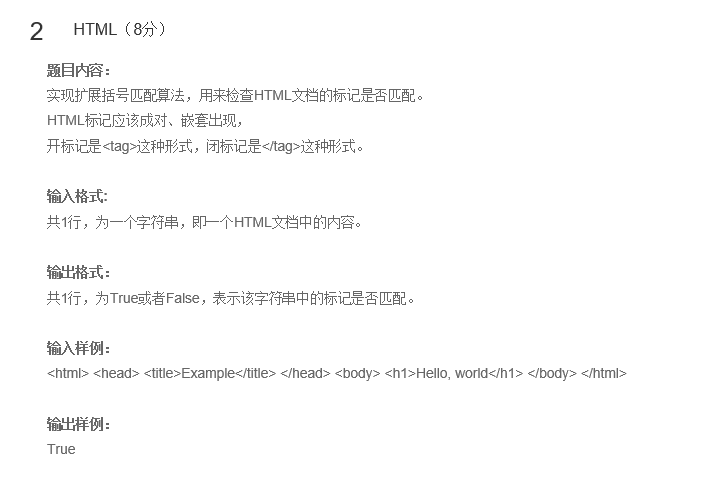 2 HTML（8分）
题目内容：
实现扩展括号匹配算法，用来检查HTML文档的标记是否匹配。
HTML标记应该成对、嵌套出现，
开标记是<tag>这种形式，闭标记是</tag>这种形式。
输入格式:
共1行，为一个字符串，即一个HTML文档中的内容。
输出格式：
共1行，为True或者False，表示该字符串中的标记是否匹配。
输入样例：
<html> <head> <title>Example</title> </head> <body> <h1>Hello, world</h1> </body> </html>
输出样例：
True